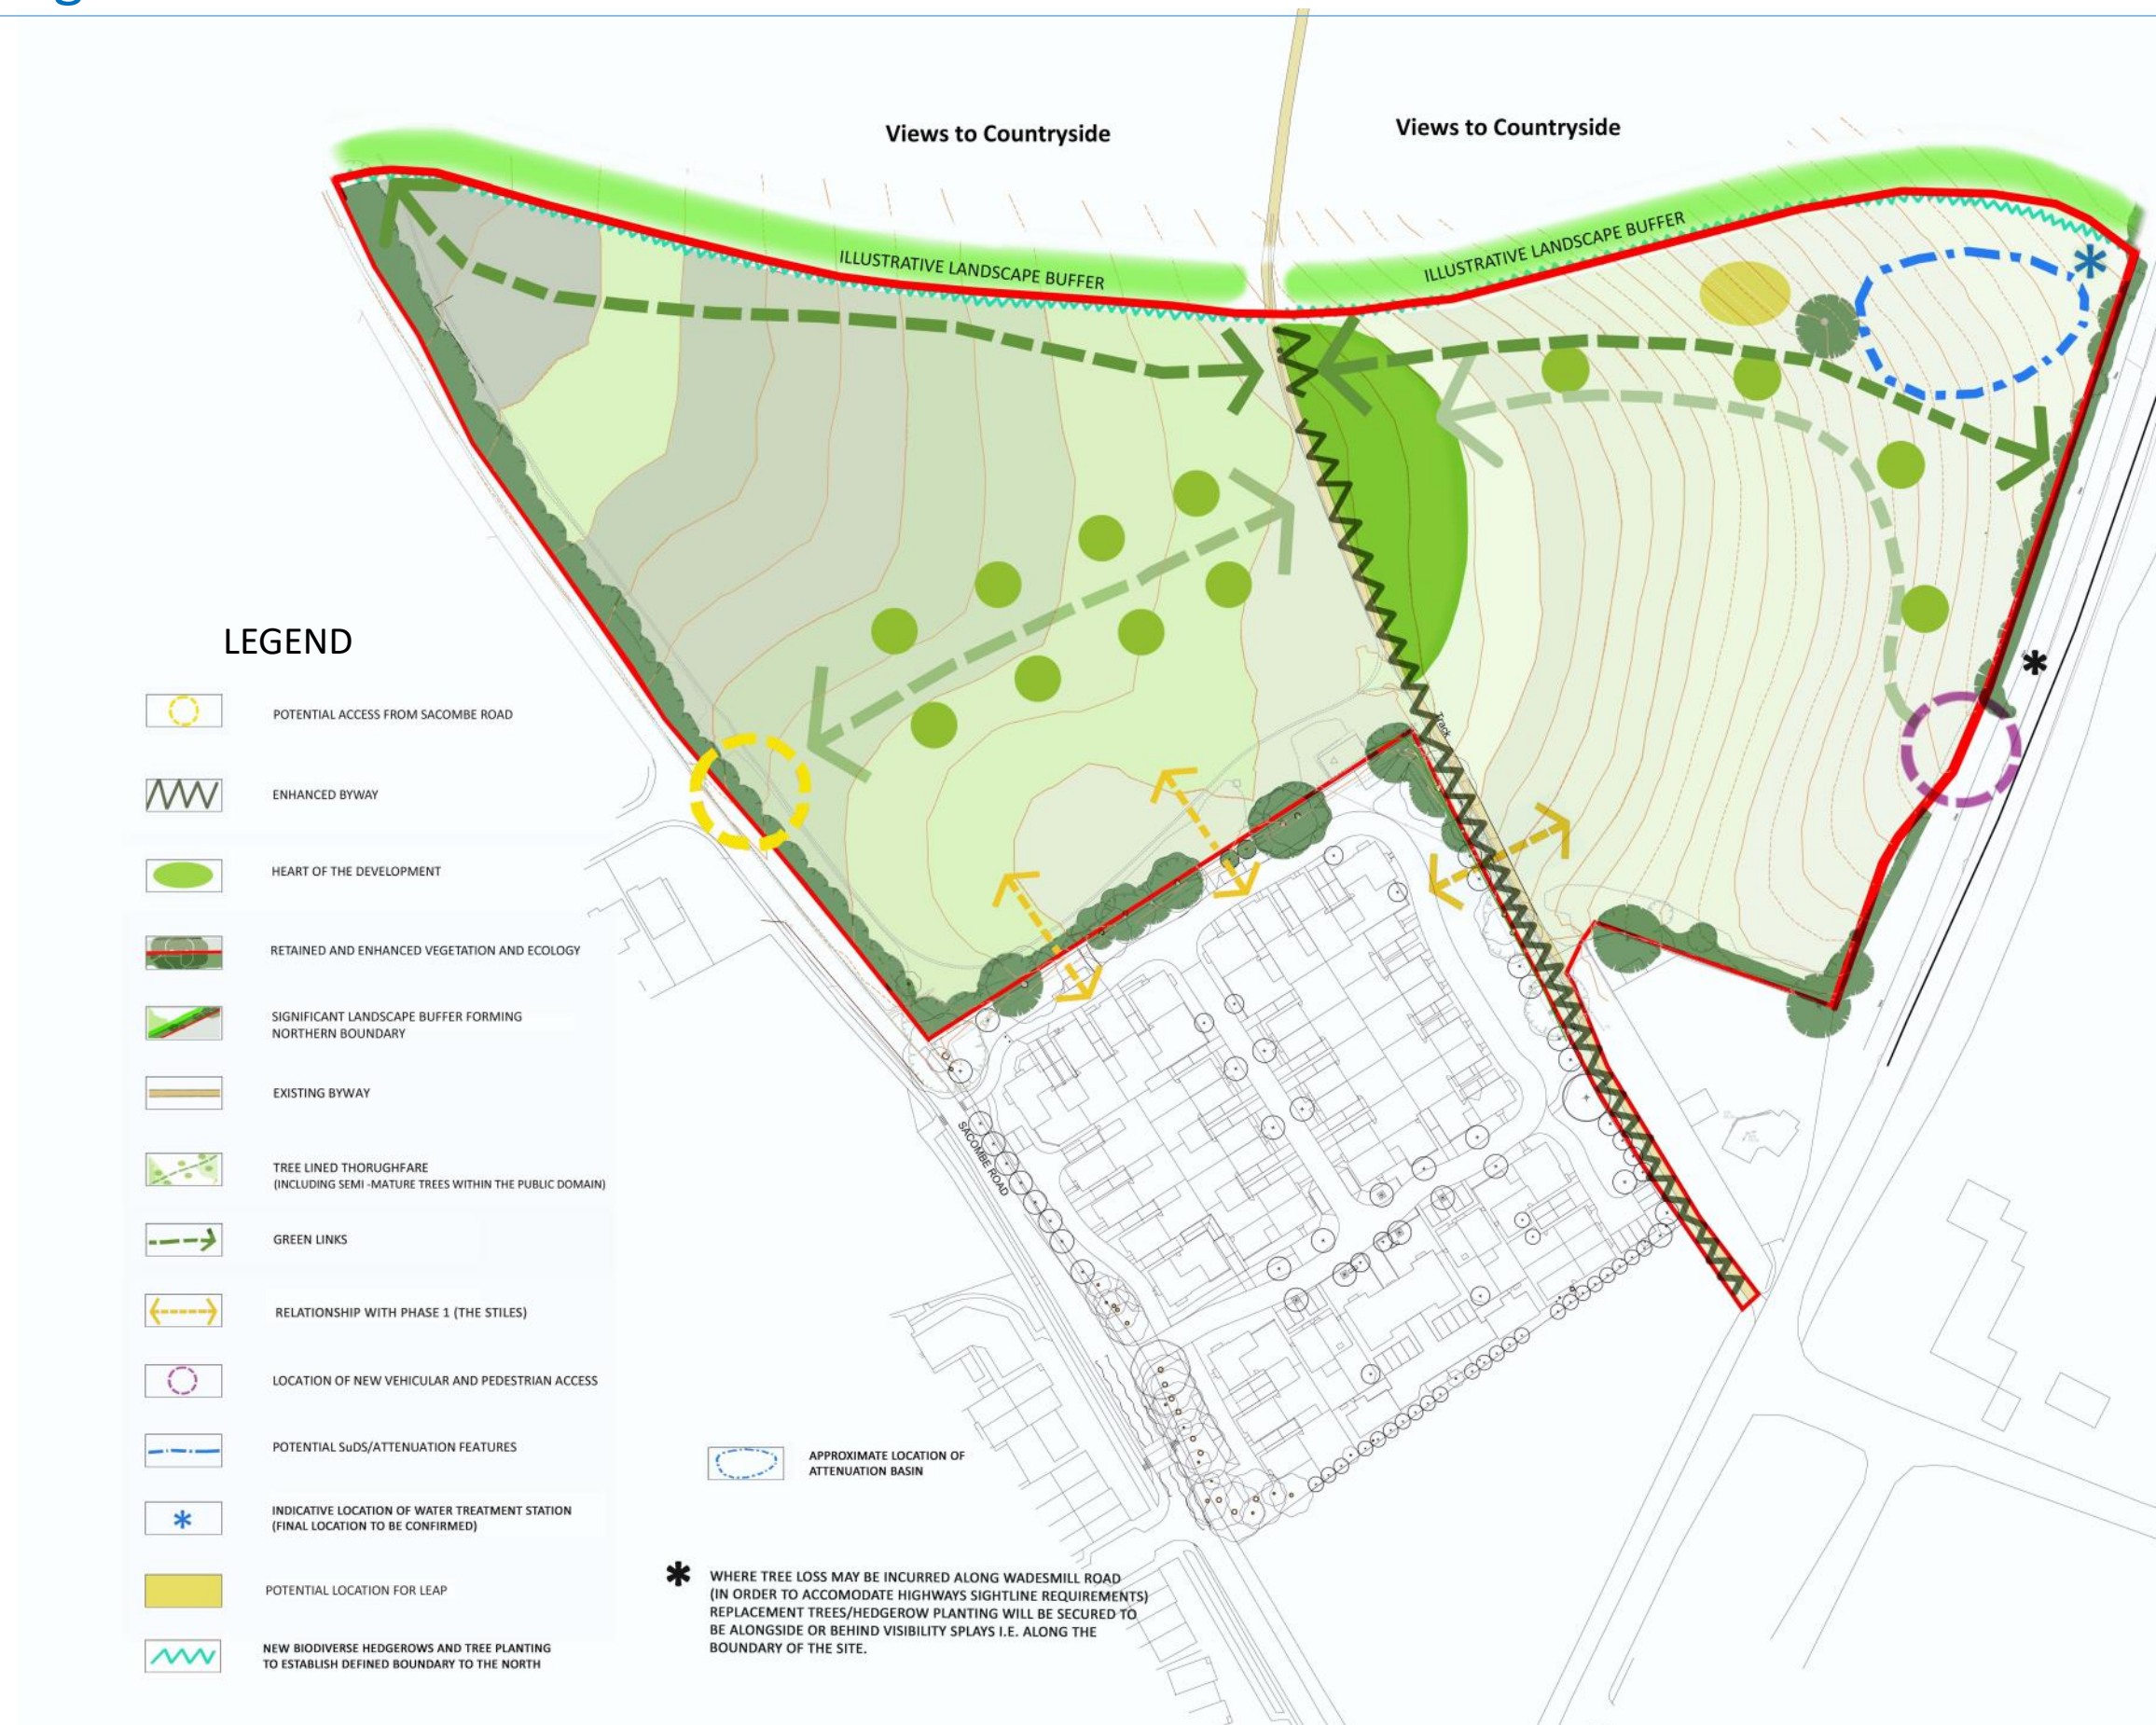 Views to Countryside
Views to Countryside
ILLUSTRATIVE LANDSCAPE BUFFER
ILLUSTRATIVE LANDSCAPE BUFFER
Track
SACOMBE ROAD
LEGEND
POTENTIAL ACCESS FROM SACOMBE ROAD
ENHANCED BYWAY
HEART OF THE DEVELOPMENT
RETAINED AND ENHANCED VEGETATION AND ECOLOGY
SIGNIFICANT LANDSCAPE BUFFER FORMING
NORTHERN BOUNDARY
EXISTING BYWAY
TREE LINED THORUGHFARE
(INCLUDING SEMI -MATURE TREES WITHIN THE PUBLIC DOMAIN)
GREEN LINKS
RELATIONSHIP WITH PHASE 1 (THE STILES)
LOCATION OF NEW VEHICULAR AND PEDESTRIAN ACCESS
POTENTIAL SuDS/ATTENUATION FEATURES
INDICATIVE LOCATION OF WATER TREATMENT STATION
(FINAL LOCATION TO BE CONFIRMED)
POTENTIAL LOCATION FOR LEAP
NEW BIODIVERSE HEDGEROWS AND TREE PLANTING
TO ESTABLISH DEFINED BOUNDARY TO THE NORTH
APPROXIMATE LOCATION OF
ATTENUATION BASIN
* WHERE TREE LOSS MAY BE INCURRED ALONG WADESMILL ROAD
(IN ORDER TO ACCOMODATE HIGHWAYS SIGHTLINE REQUIREMENTS)
REPLACEMENT TREES/HEDGEROW PLANTING WILL BE SECURED TO
BE ALONGSIDE OR BEHIND VISIBILITY SPLAYS I.E. ALONG THE
BOUNDARY OF THE SITE.